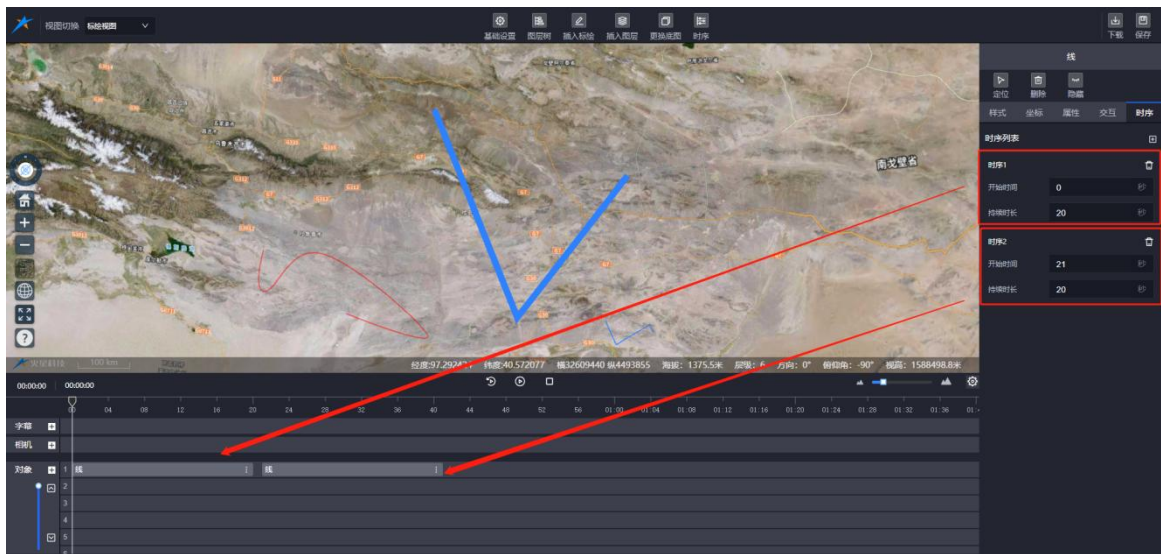 视图切换 标绘视图
基础设置 图层树 插入标绘 插入图层 更换底图 时序
下载 保存
线
定位 删除 隐藏
样式 坐标 属性 交互 时序
时序列表
时序1
开始时间 0 秒
持续时长 20 秒
时序2
开始时间 21 秒
持续时长 20 秒
南戈壁省
G7
100 km
纬度:40.572077 横32609440 纵4493855 海拔: 1375.5米 层级: 6 方向: 0° 俯仰角: -90° 视高: 1588498.8米
00:00:00 00:00:00
00 04 08 12 16 20 24 28 32 36 40 44 48 52 56 01:00 01:04 01:08 01:12 01:16 01:20 01:24 01:28 01:32 01:36
字幕
相机
对象 1 线 线
2
3
4
5